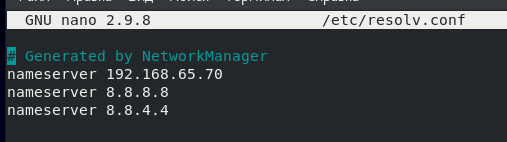 GNU nano 2.9.8 /etc/resolv.conf
# Generated by NetworkManager
nameserver 192.168.65.70
nameserver 8.8.8.8
nameserver 8.8.4.4